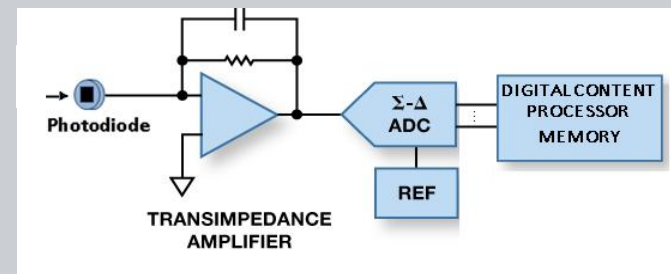 Photodiode
TRANSIMPEDANCE
AMPLIFIER
Σ-Δ
ADC
REF
DIGITAL CONTENT
PROCESSOR
MEMORY